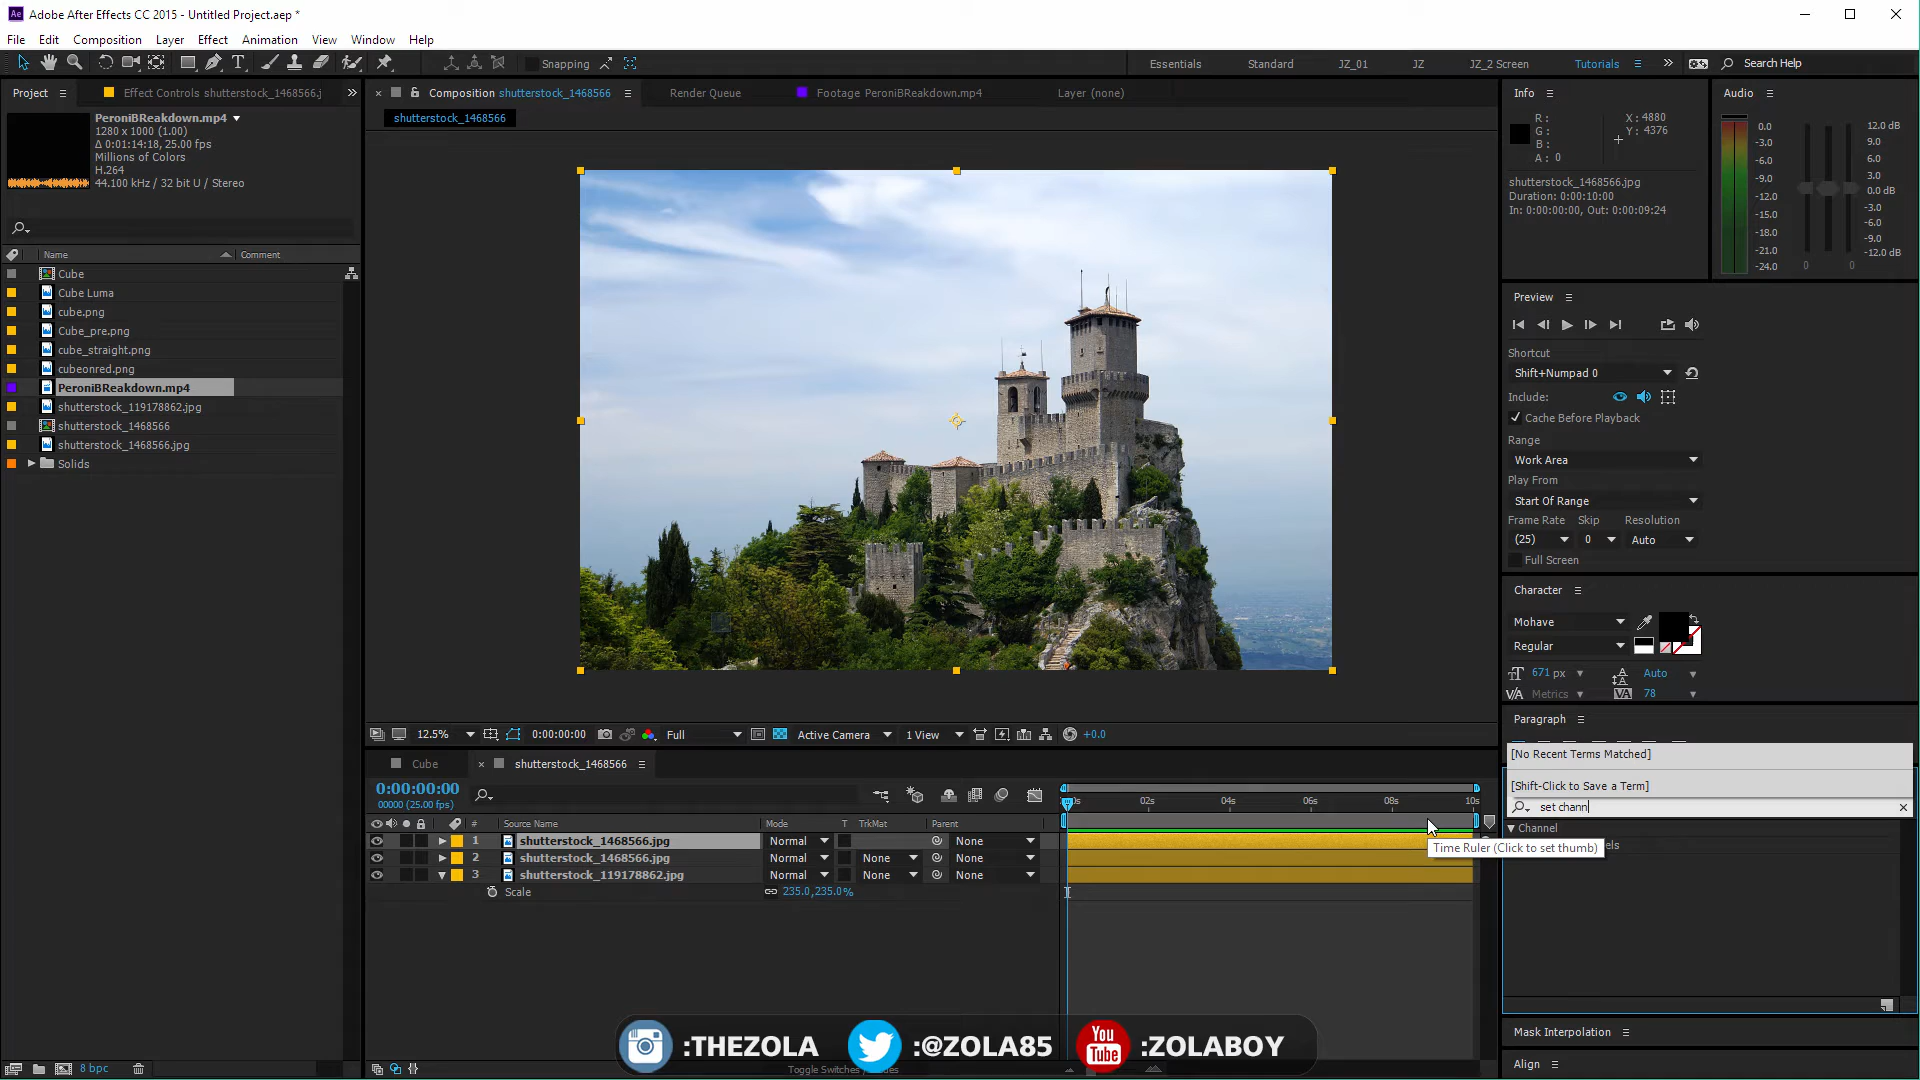 Adobe After Effects CC 2015 - Untitled Project.aep *
File Edit Composition Layer Effect Animation View Window Help
Snapping
Essentials Standard JZ_01 JZ JZ_2 Screen Tutorials Search Help
Project
Effect Controls shutterstock_1468566.j
Composition shutterstock_1468566
Render Queue
Footage PeroniBReakdown.mp4
Layer (none)
Info
Audio
shutterstock_1468566
PeroniBReakdown.mp4
1280 x 1000 (1.00)
Δ 0:01:14:18, 25.00 fps
Millions of Colors
H.264
44.100 kHz / 32 bit U / Stereo
Name Comment
Cube
Cube Luma
cube.png
Cube_pre.png
cube_straight.png
cubeonred.png
PeroniBReakdown.mp4
shutterstock_119178862.jpg
shutterstock_1468566
shutterstock_1468566.jpg
Solids
8 bpc
R :
G :
B :
A : 0
X : 4880
Y : 4376
shutterstock_1468566.jpg
Duration: 0:00:10:00
In: 0:00:00:00, Out: 0:00:09:24
0.0
-3.0
-6.0
-9.0
-12.0
-15.0
-18.0
-21.0
-24.0
12.0 dB
9.0
6.0
3.0
0.0 dB
-3.0
-6.0
-9.0
-12.0 dB
0 0
Preview
Shortcut
Shift+Numpad 0
Include:
Cache Before Playback
Range
Work Area
Play From
Start Of Range
Frame Rate Skip Resolution
(25) 0 Auto
Full Screen
Character
Mohave
Regular
671 px Auto
Metrics 78
Paragraph
[No Recent Terms Matched]
[Shift-Click to Save a Term]
set chann
Channel
Time Ruler (Click to set thumb)
Mask Interpolation
Align
12.5% 0:00:00:00 Full Active Camera 1 View +0.0
Cube
shutterstock_1468566
0:00:00:00
00000 (25.00 fps)
02s 04s 06s 08s 10s
# Source Name Mode T TrkMat Parent
1 shutterstock_1468566.jpg Normal None
2 shutterstock_1468566.jpg Normal None None
3 shutterstock_119178862.jpg Normal None None
Scale 235.0,235.0%
:THEZOLA
:@ZOLA85
You
Tube
:ZOLABOY